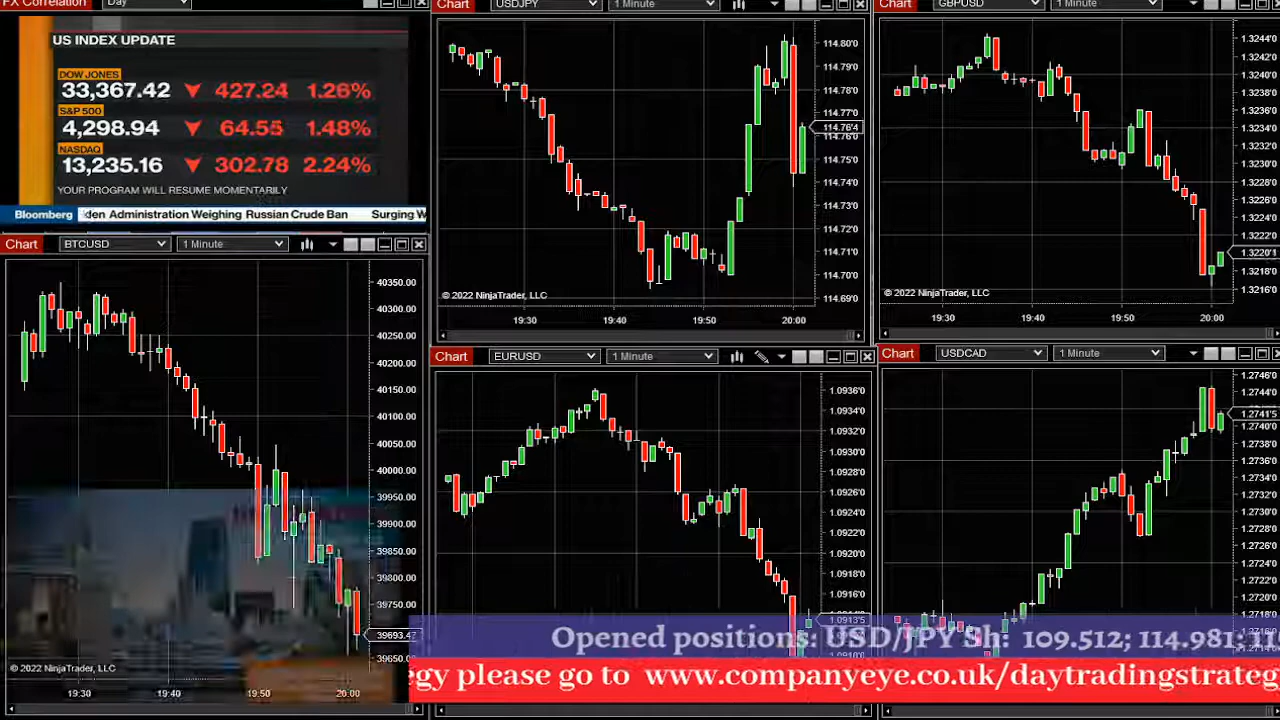 FX Correlation
Day
US INDEX UPDATE
DOW JONES
33,367.42 ▼ 427.24 1.26%
S&P 500
4,298.94 ▼ 64.55 1.48%
NASDAQ
13,235.16 ▼ 302.78 2.24%
YOUR PROGRAM WILL RESUME MOMENTARILY
Bloomberg den Administration Weighing Russian Crude Ban Surging W
Chart USDJPY 1 Minute
114.80'0
114.79'0
114.78'0
114.77'0
114.76'4
114.76'0
114.75'0
114.74'0
114.73'0
114.72'0
114.71'0
114.70'0
114.69'0
© 2022 NinjaTrader, LLC
19:30 19:40 19:50 20:00
Chart GBPUSD 1 Minute
1.3244'0
1.3240'0
1.3238'0
1.3234'0
1.3230'0
1.3228'0
1.3224'0
1.3222'0
1.3220'1
1.3218'0
1.3216'0
© 2022 NinjaTrader, LLC
19:30 19:40 19:50 20:00
Chart BTCUSD 1 Minute
40350.00
40300.00
40250.00
40200.00
40150.00
40100.00
40050.00
40000.00
39950.00
39900.00
39850.00
39800.00
39750.00
39693.47
39650.00
© 2022 NinjaTrader, LLC
19:30 19:40 19:50 20:00
Chart EURUSD 1 Minute
1.0936'0
1.0934'0
1.0932'0
1.0930'0
1.0928'0
1.0926'0
1.0924'0
1.0922'0
1.0920'0
1.0918'0
1.0916'0
1.0913'5
Chart USDCAD 1 Minute
1.2746'0
1.2744'0
1.2741'5
1.2740'0
1.2738'0
1.2734'0
1.2732'0
1.2730'0
1.2728'0
1.2724'0
1.2722'0
1.2720'0
1.2718'0
Opened positions: USD/JPY Sh: 109.517; 114.981; 1
egy please go to www.companyeye.co.uk/daytradingstrateg